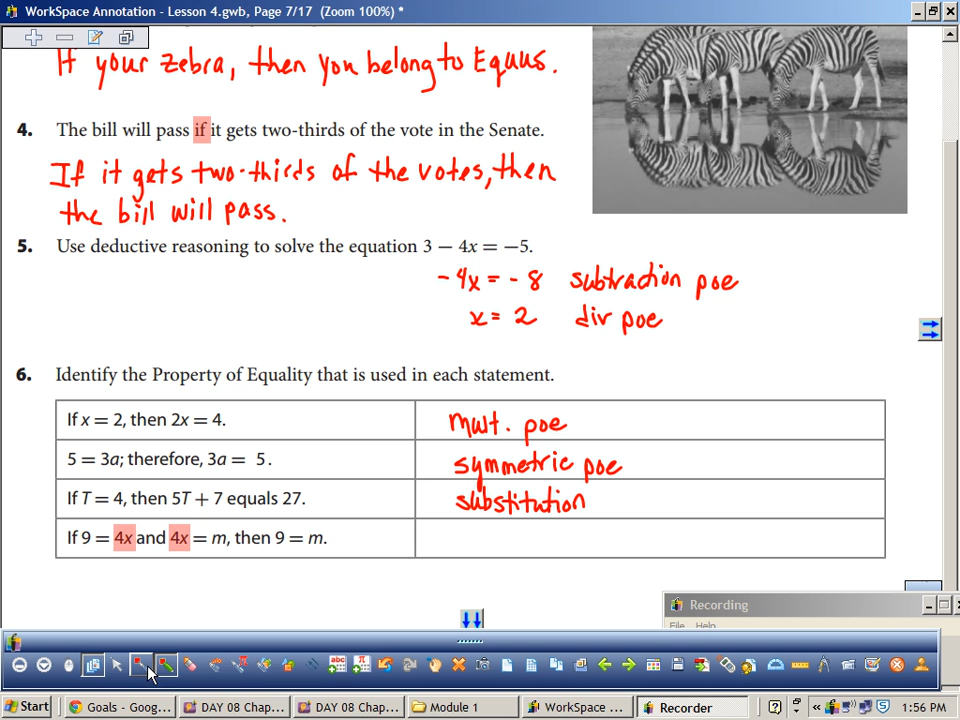 WorkSpace Annotation - Lesson 4.gwb, Page 7/17 (Zoom 100%) *
If your zebra, then you belong to Equus.
4. The bill will pass if it gets two-thirds of the vote in the Senate.
If it gets two-thirds of the votes, then
the bill will pass.
5. Use deductive reasoning to solve the equation 3 − 4x = −5.
-4x = -8 subtraction poe
x = 2 div poe
6. Identify the Property of Equality that is used in each statement.
If x = 2, then 2x = 4. mult. poe
5 = 3a; therefore, 3a = 5. symmetric poe
If T = 4, then 5T + 7 equals 27. substitution
If 9 = 4x and 4x = m, then 9 = m.
Recording
File Help
abc
Start Goals - Goog... DAY 08 Chap... DAY 08 Chap... Module 1 WorkSpace ... Recorder 1:56 PM